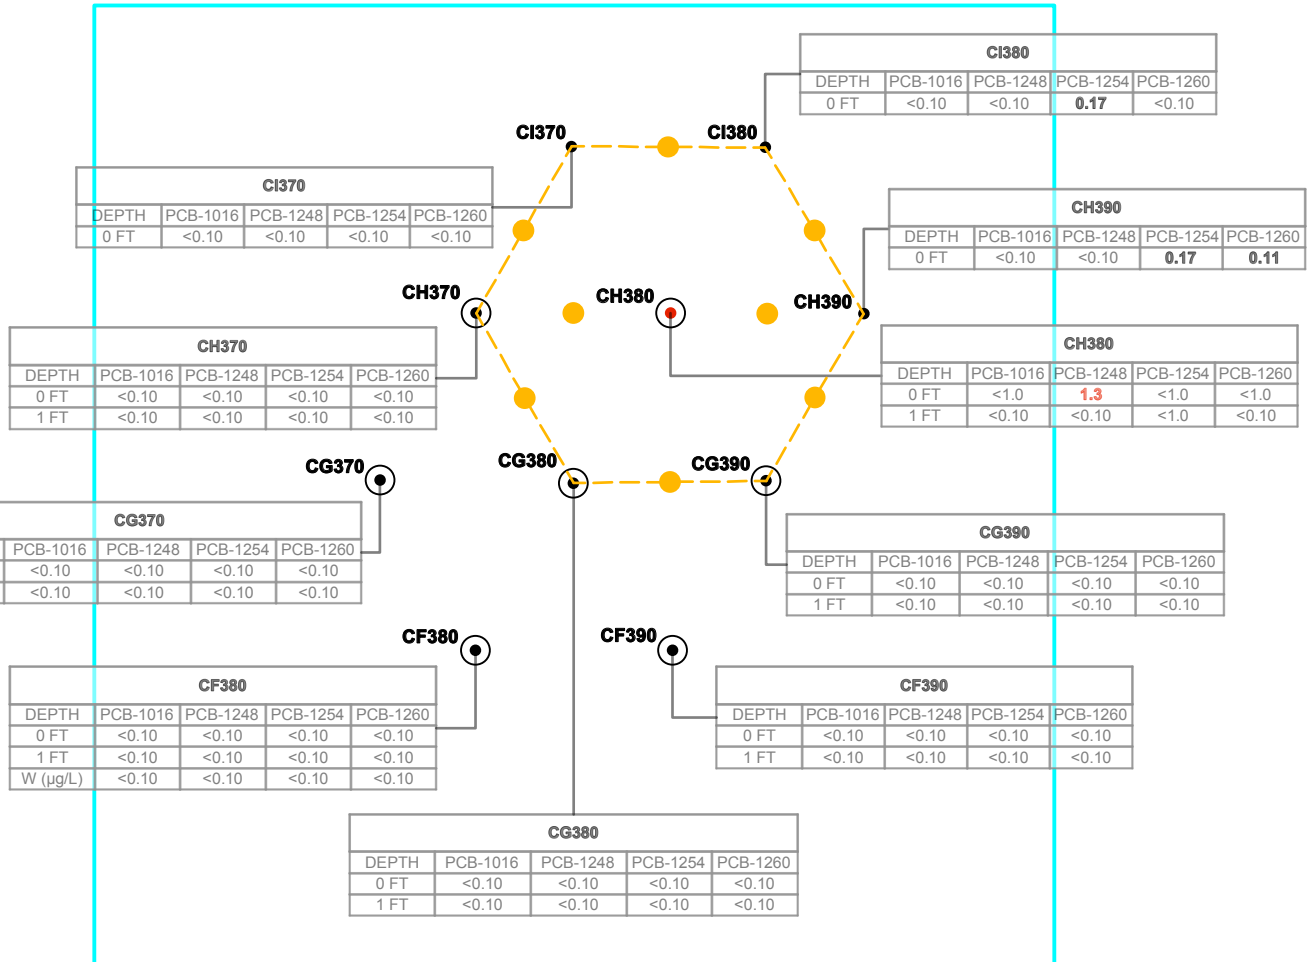 CI380
DEPTH PCB-1016 PCB-1248 PCB-1254 PCB-1260
0 FT <0.10 <0.10 0.17 <0.10
CI370
CI380
CI370
DEPTH PCB-1016 PCB-1248 PCB-1254 PCB-1260
0 FT <0.10 <0.10 <0.10 <0.10
CH390
DEPTH PCB-1016 PCB-1248 PCB-1254 PCB-1260
0 FT <0.10 <0.10 0.17 0.11
CH370
CH380
CH390
CH370
DEPTH PCB-1016 PCB-1248 PCB-1254 PCB-1260
0 FT <0.10 <0.10 <0.10 <0.10
1 FT <0.10 <0.10 <0.10 <0.10
CH380
DEPTH PCB-1016 PCB-1248 PCB-1254 PCB-1260
0 FT <1.0 1.3 <1.0 <1.0
1 FT <0.10 <0.10 <1.0 <0.10
CG370
CG380
CG390
CG370
PCB-1016 PCB-1248 PCB-1254 PCB-1260
<0.10 <0.10 <0.10 <0.10
<0.10 <0.10 <0.10 <0.10
CG390
DEPTH PCB-1016 PCB-1248 PCB-1254 PCB-1260
0 FT <0.10 <0.10 <0.10 <0.10
1 FT <0.10 <0.10 <0.10 <0.10
CF380
CF390
CF380
DEPTH PCB-1016 PCB-1248 PCB-1254 PCB-1260
0 FT <0.10 <0.10 <0.10 <0.10
1 FT <0.10 <0.10 <0.10 <0.10
W (µg/L) <0.10 <0.10 <0.10 <0.10
CF390
DEPTH PCB-1016 PCB-1248 PCB-1254 PCB-1260
0 FT <0.10 <0.10 <0.10 <0.10
1 FT <0.10 <0.10 <0.10 <0.10
CG380
DEPTH PCB-1016 PCB-1248 PCB-1254 PCB-1260
0 FT <0.10 <0.10 <0.10 <0.10
1 FT <0.10 <0.10 <0.10 <0.10